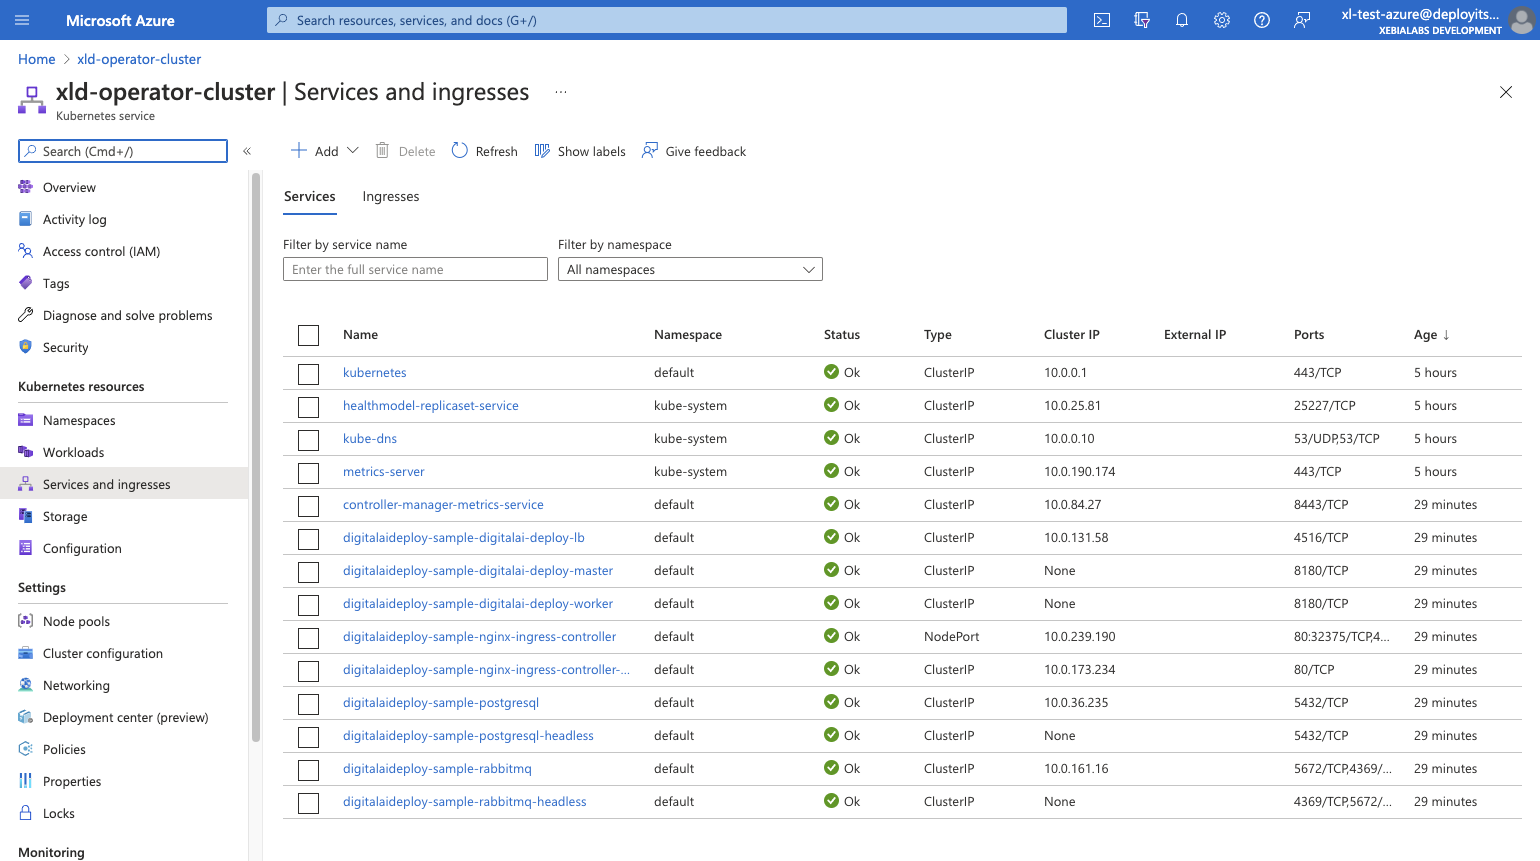 Microsoft Azure
Search resources, services, and docs (G+/)
xl-test-azure@deployits...
XEBIALABS DEVELOPMENT
Home > xld-operator-cluster
xld-operator-cluster | Services and ingresses ...
Kubernetes service
Search (Cmd+/) «
Add Delete Refresh Show labels Give feedback
Overview
Activity log
Access control (IAM)
Tags
Diagnose and solve problems
Security
Kubernetes resources
Namespaces
Workloads
Services and ingresses
Storage
Configuration
Settings
Node pools
Cluster configuration
Networking
Deployment center (preview)
Policies
Properties
Locks
Monitoring
Services Ingresses
Filter by service name Filter by namespace
Enter the full service name All namespaces
Name Namespace Status Type Cluster IP External IP Ports Age ↓
kubernetes default Ok ClusterIP 10.0.0.1 443/TCP 5 hours
healthmodel-replicaset-service kube-system Ok ClusterIP 10.0.25.81 25227/TCP 5 hours
kube-dns kube-system Ok ClusterIP 10.0.0.10 53/UDP,53/TCP 5 hours
metrics-server kube-system Ok ClusterIP 10.0.190.174 443/TCP 5 hours
controller-manager-metrics-service default Ok ClusterIP 10.0.84.27 8443/TCP 29 minutes
digitalaideploy-sample-digitalai-deploy-lb default Ok ClusterIP 10.0.131.58 4516/TCP 29 minutes
digitalaideploy-sample-digitalai-deploy-master default Ok ClusterIP None 8180/TCP 29 minutes
digitalaideploy-sample-digitalai-deploy-worker default Ok ClusterIP None 8180/TCP 29 minutes
digitalaideploy-sample-nginx-ingress-controller default Ok NodePort 10.0.239.190 80:32375/TCP,4... 29 minutes
digitalaideploy-sample-nginx-ingress-controller-... default Ok ClusterIP 10.0.173.234 80/TCP 29 minutes
digitalaideploy-sample-postgresql default Ok ClusterIP 10.0.36.235 5432/TCP 29 minutes
digitalaideploy-sample-postgresql-headless default Ok ClusterIP None 5432/TCP 29 minutes
digitalaideploy-sample-rabbitmq default Ok ClusterIP 10.0.161.16 5672/TCP,4369/... 29 minutes
digitalaideploy-sample-rabbitmq-headless default Ok ClusterIP None 4369/TCP,5672/... 29 minutes